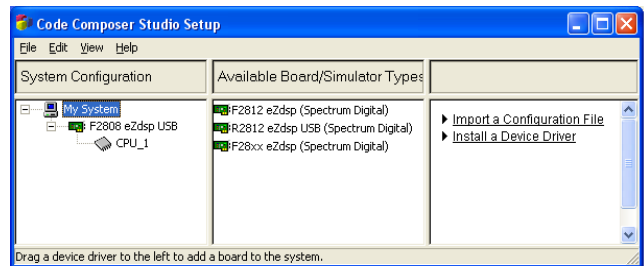 Code Composer Studio Setup
File Edit View Help
System Configuration
Available Board/Simulator Types
My System
F2808 eZdsp USB
CPU_1
F2812 eZdsp (Spectrum Digital)
R2812 eZdsp USB (Spectrum Digital)
F28xx eZdsp (Spectrum Digital)
Import a Configuration File
Install a Device Driver
Drag a device driver to the left to add a board to the system.